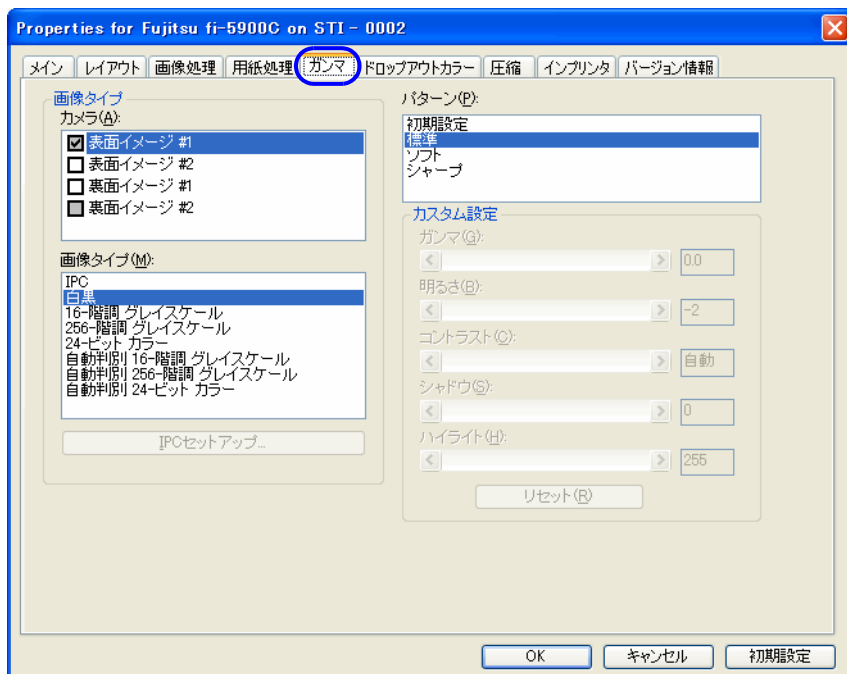 Properties for Fujitsu fi-5900C on STI - 0002
メイン レイアウト 画像処理 用紙処理 ガンマ ドロップアウトカラー 圧縮 インプリンタ バージョン情報
画像タイプ
カメラ(A):
表面イメージ #1
表面イメージ #2
裏面イメージ #1
裏面イメージ #2
画像タイプ(M):
IPC
白黒
16-階調 グレイスケール
256-階調 グレイスケール
24-ビット カラー
自動判別 16-階調 グレイスケール
自動判別 256-階調 グレイスケール
自動判別 24-ビット カラー
IPCセットアップ...
パターン(P):
初期設定
標準
ソフト
シャープ
カスタム設定
ガンマ(G):
0.0
明るさ(B):
-2
コントラスト(C):
自動
シャドウ(S):
0
ハイライト(H):
255
リセット(R)
OK キャンセル 初期設定